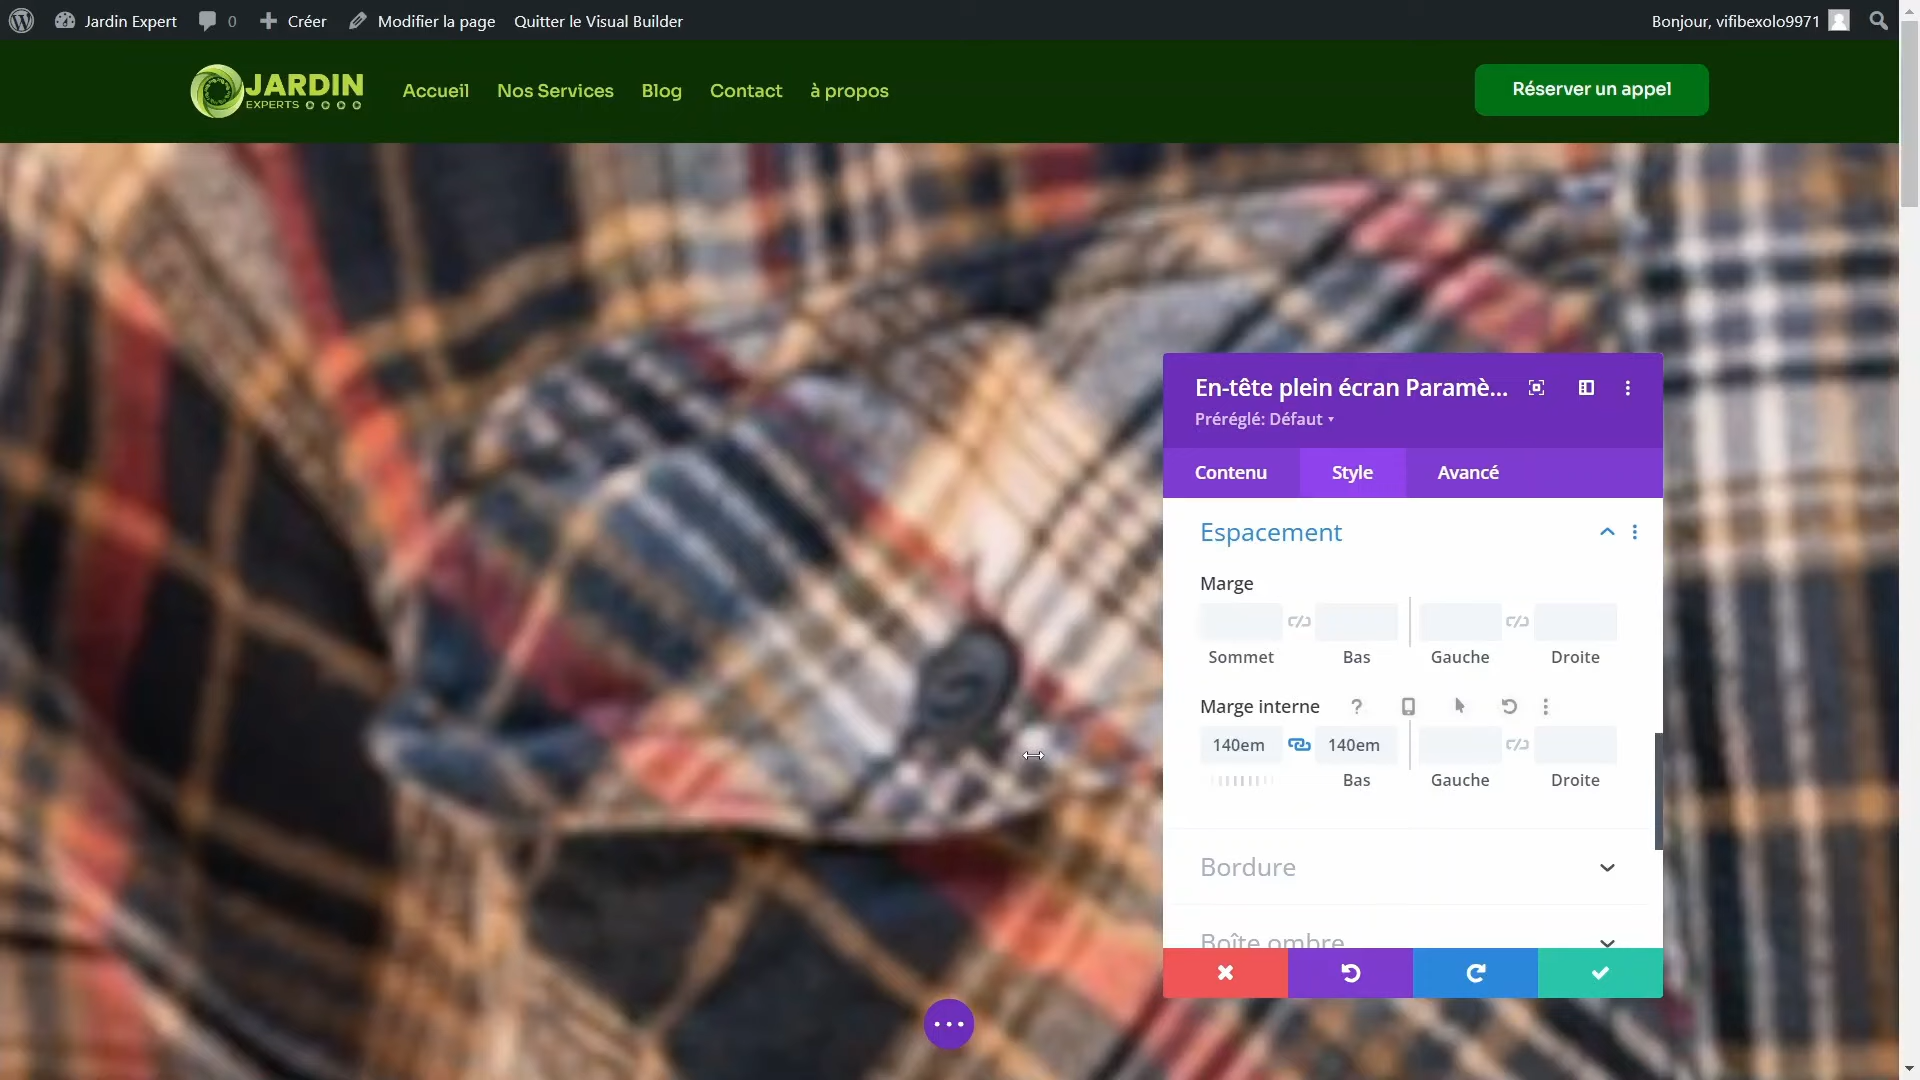 Jardin Expert 0 Créer Modifier la page Quitter le Visual Builder Bonjour, vifibexolo9971
JARDIN
EXPERTS
Accueil Nos Services Blog Contact à propos
Réserver un appel
En-tête plein écran Paramè...
Préréglé: Défaut
Contenu Style Avancé
Espacement
Marge
Sommet Bas Gauche Droite
Marge interne ?
140em 140em
Bas Gauche Droite
Bordure
Boîte ombre